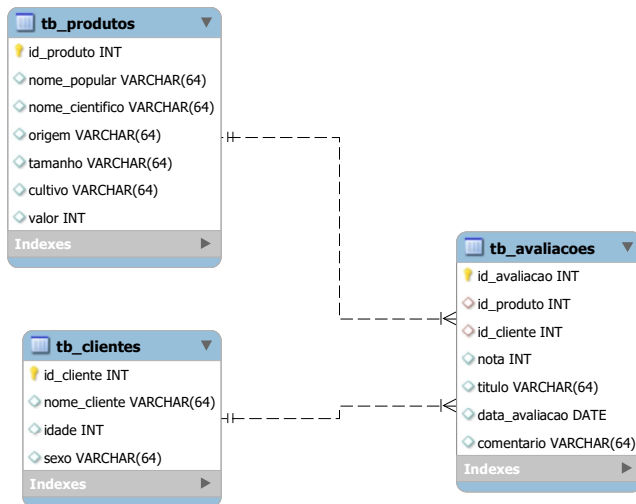 tb_produtos
id_produto INT
nome_popular VARCHAR(64)
nome_cientifico VARCHAR(64)
origem VARCHAR(64)
tamanho VARCHAR(64)
cultivo VARCHAR(64)
valor INT
Indexes
tb_clientes
id_cliente INT
nome_cliente VARCHAR(64)
idade INT
sexo VARCHAR(64)
Indexes
tb_avaliacoes
id_avaliacao INT
id_produto INT
id_cliente INT
nota INT
titulo VARCHAR(64)
data_avaliacao DATE
comentario VARCHAR(64)
Indexes